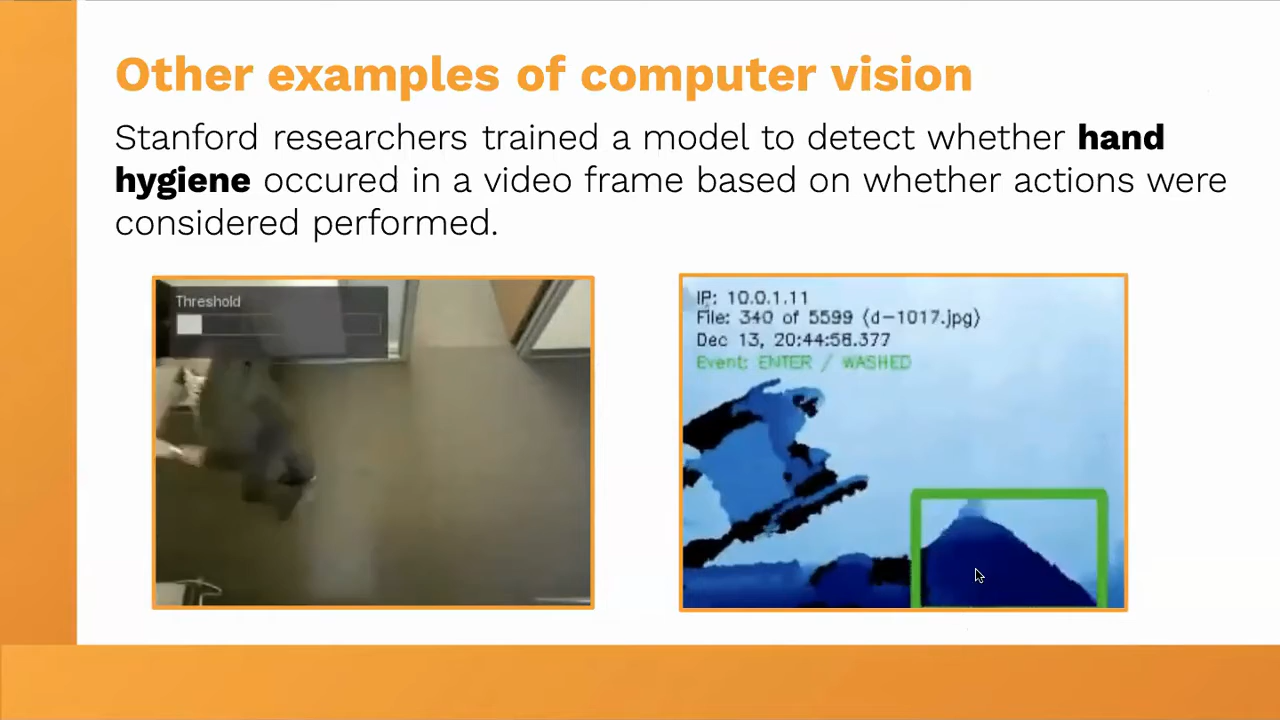 Other examples of computer vision
Stanford researchers trained a model to detect whether hand
hygiene occured in a video frame based on whether actions were
considered performed.
Threshold
IP: 10.0.1.11
File: 340 of 5599 (d-1017.jpg)
Dec 13, 20:44:56.377
Event: ENTER / WASHED